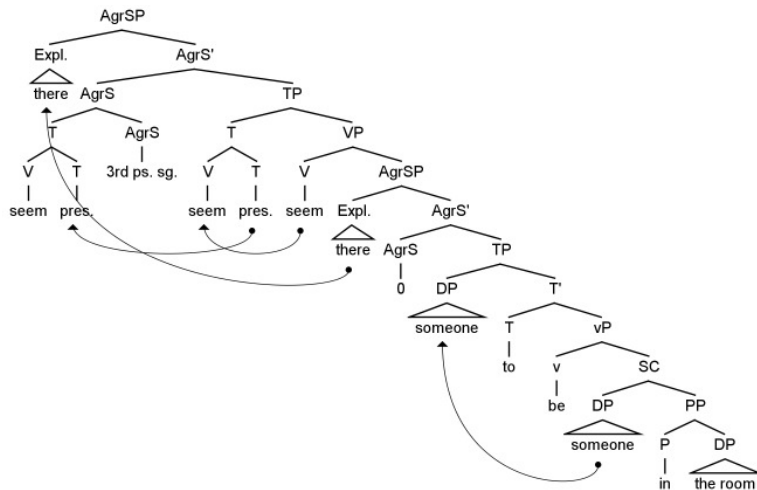 AgrSP
Expl. AgrS'
there AgrS TP
T AgrS T VP
V T 3rd ps. sg. V T V AgrSP
seem pres. seem pres. seem Expl. AgrS'
there AgrS TP
0 DP T'
someone T vP
to v SC
be DP PP
someone P DP
in the room